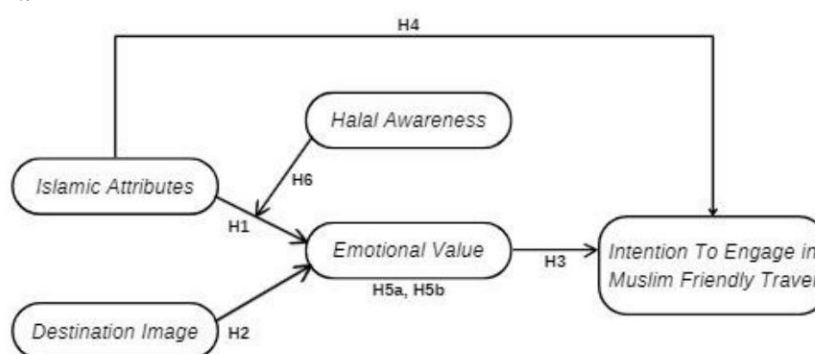 H4
Halal Awareness
H6
Islamic Attributes
H1
Emotional Value
H3
H5a, H5b
Intention To Engage in
Muslim Friendly Travel
Destination Image
H2